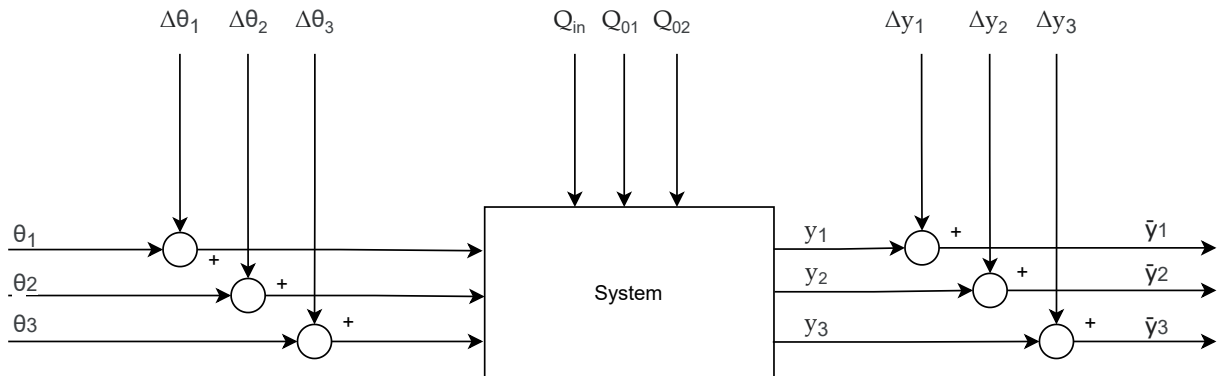 Δθ1 Δθ2 Δθ3 Qin Q01 Q02 Δy1 Δy2 Δy3
θ1 + y1 + ȳ1
θ2 + System y2 + ȳ2
θ3 + y3 + ȳ3